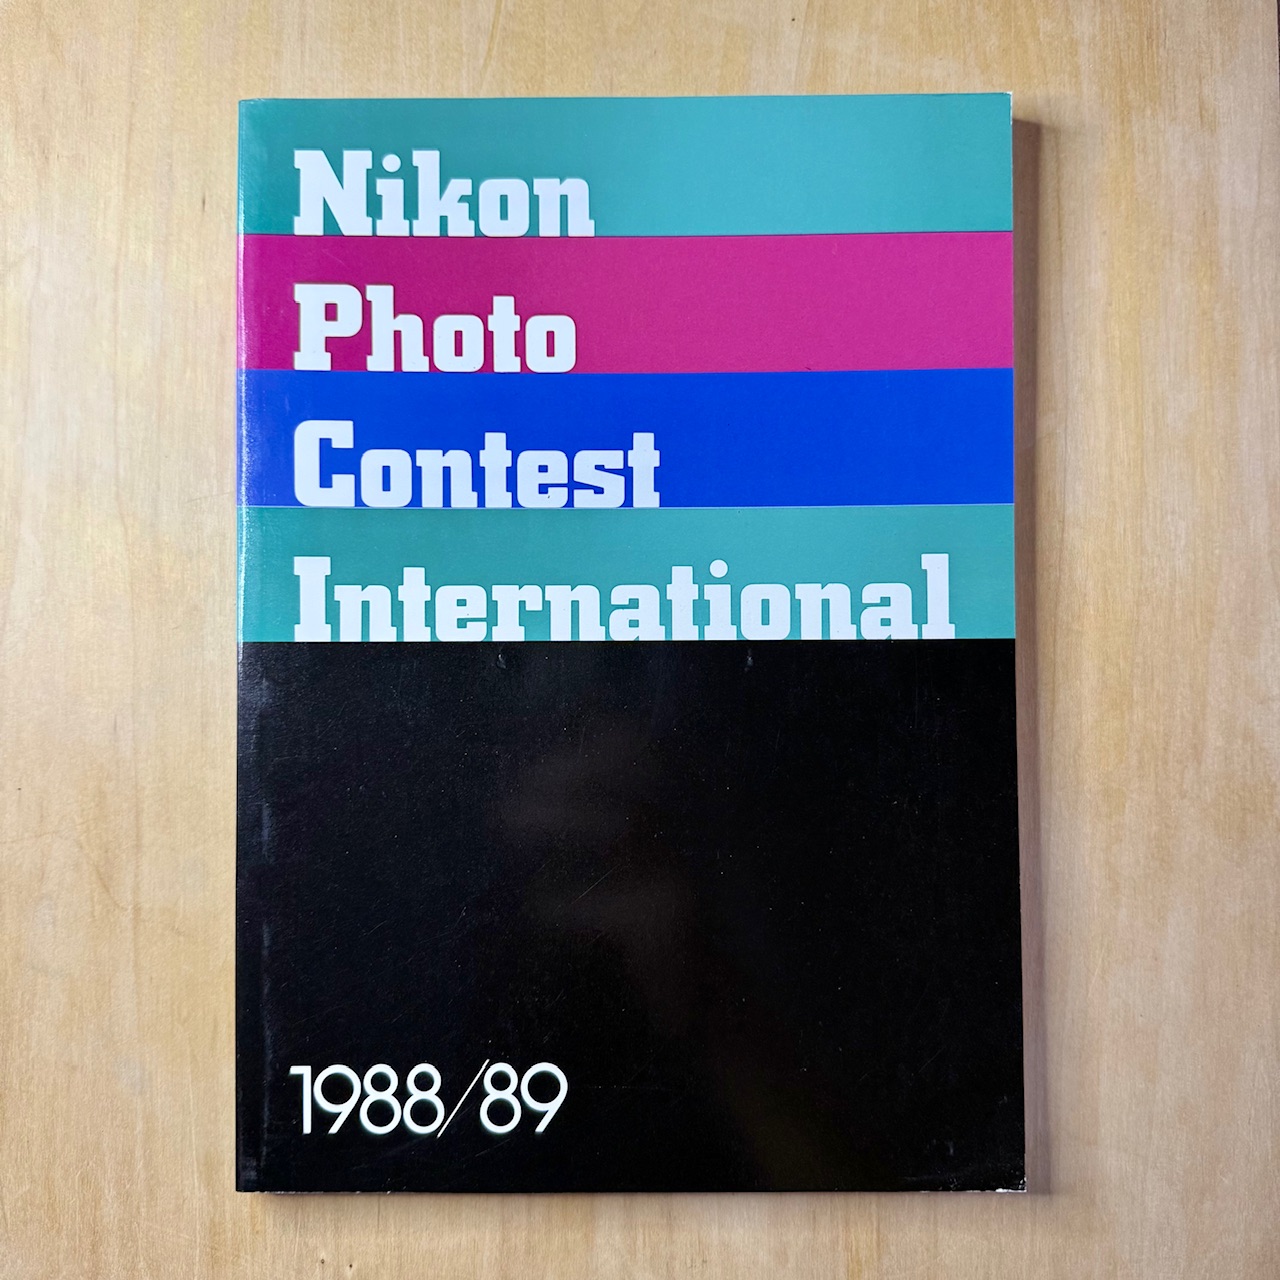 Nikon
Photo
Contest
International
1988/89